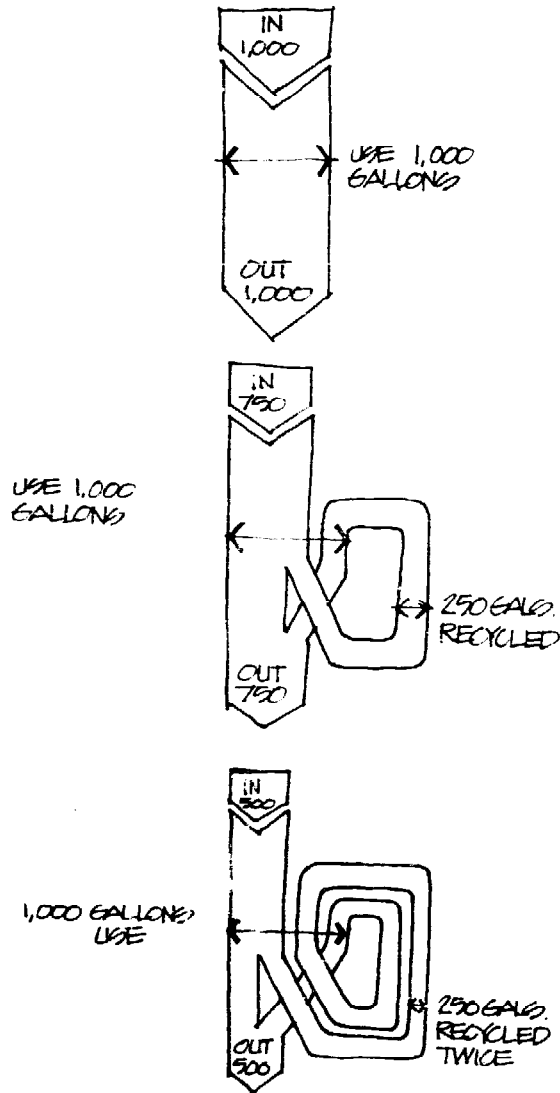 IN
1,000
USE 1,000
GALLONS
OUT
1,000
IN
750
USE 1,000
GALLONS
250 GALS.
RECYCLED
OUT
750
IN
500
1,000 GALLONS
USE
250 GALS.
RECYCLED
TWICE
OUT
500